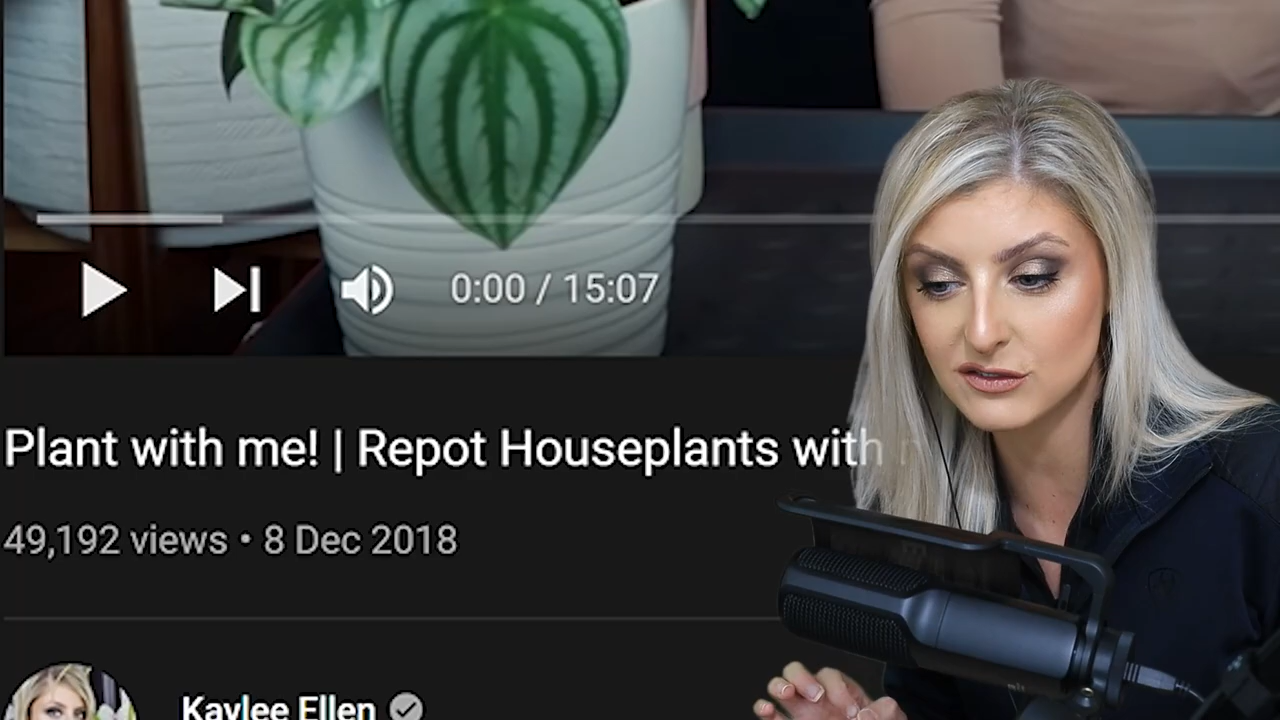 0:00 / 15:07
Plant with me! | Repot Houseplants with
49,192 views • 8 Dec 2018
Kaylee Ellen